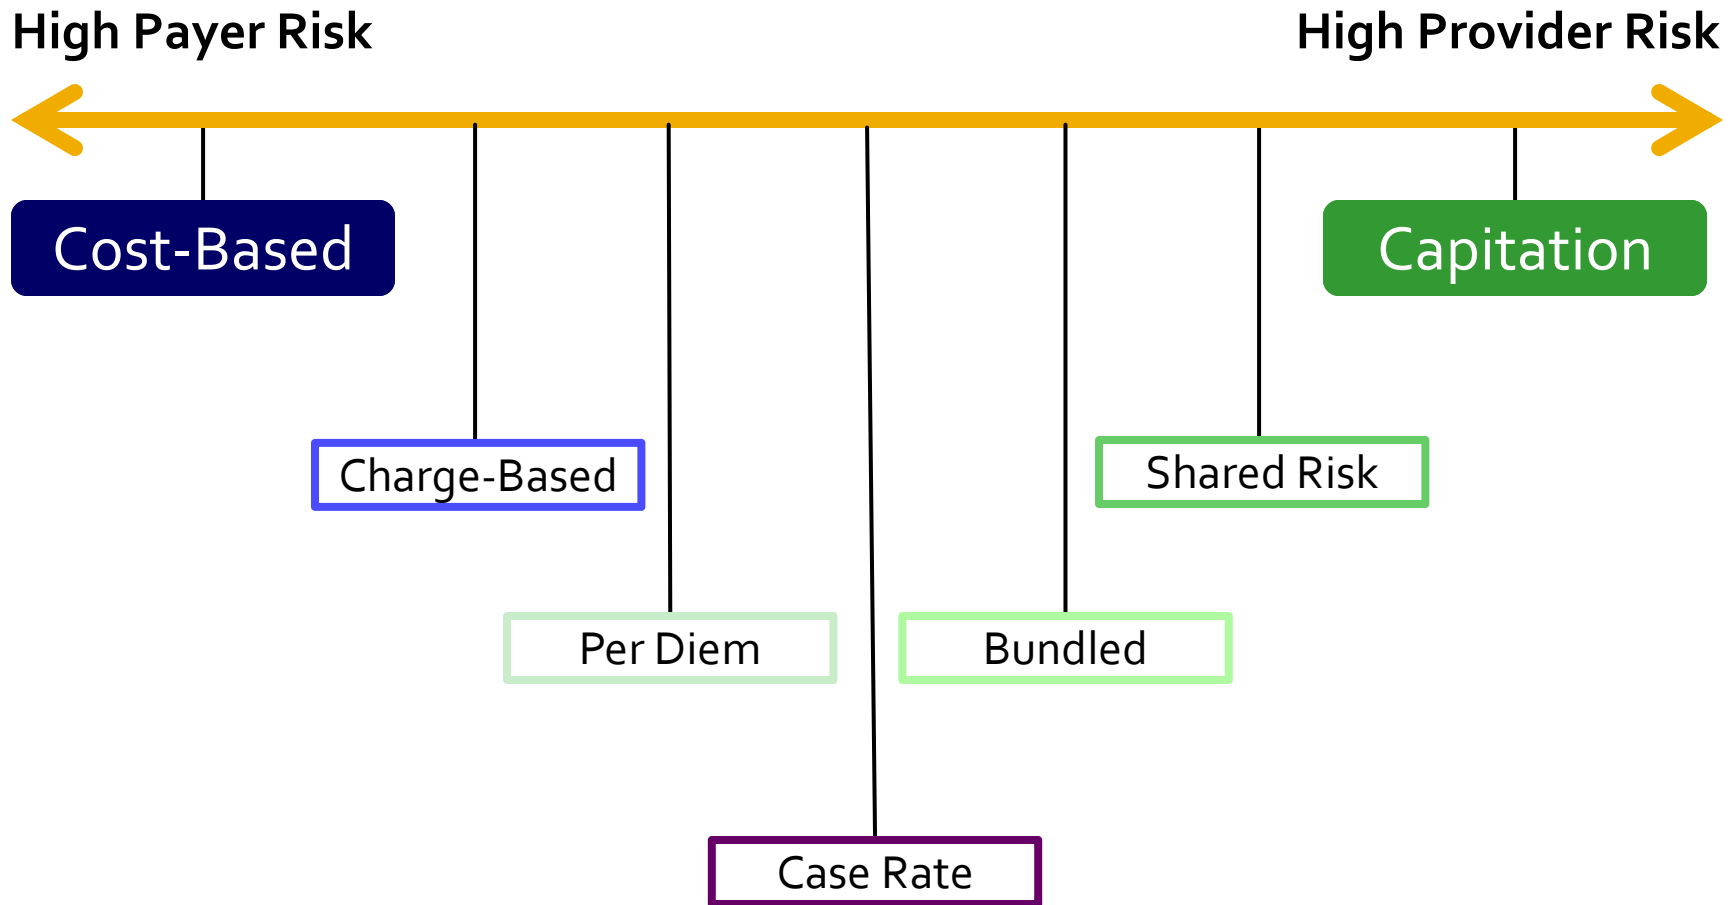 High Payer Risk
High Provider Risk
Cost-Based
Capitation
Charge-Based
Shared Risk
Per Diem
Bundled
Case Rate